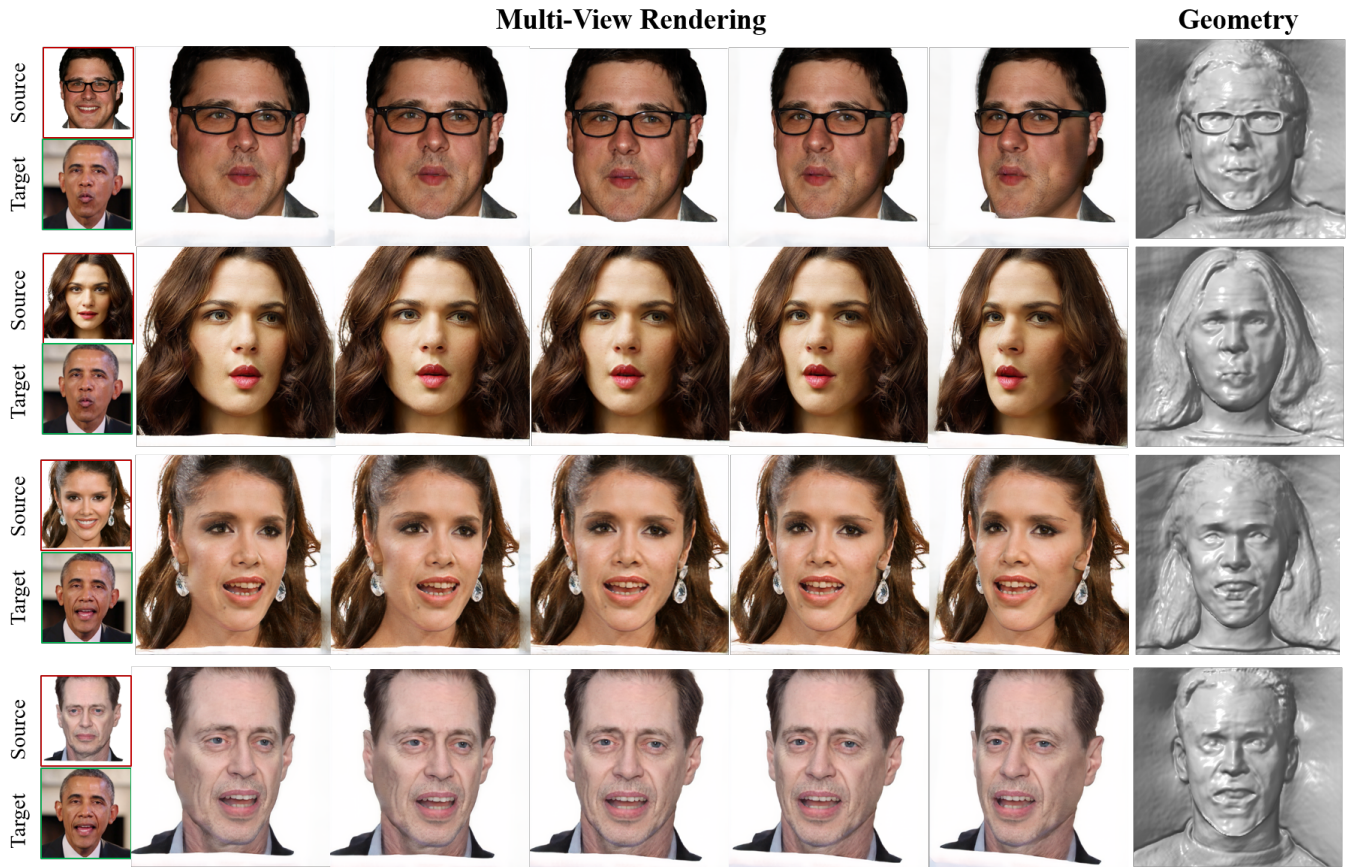 Multi-View Rendering
Geometry
Source
Target
Source
Target
Source
Target
Source
Target